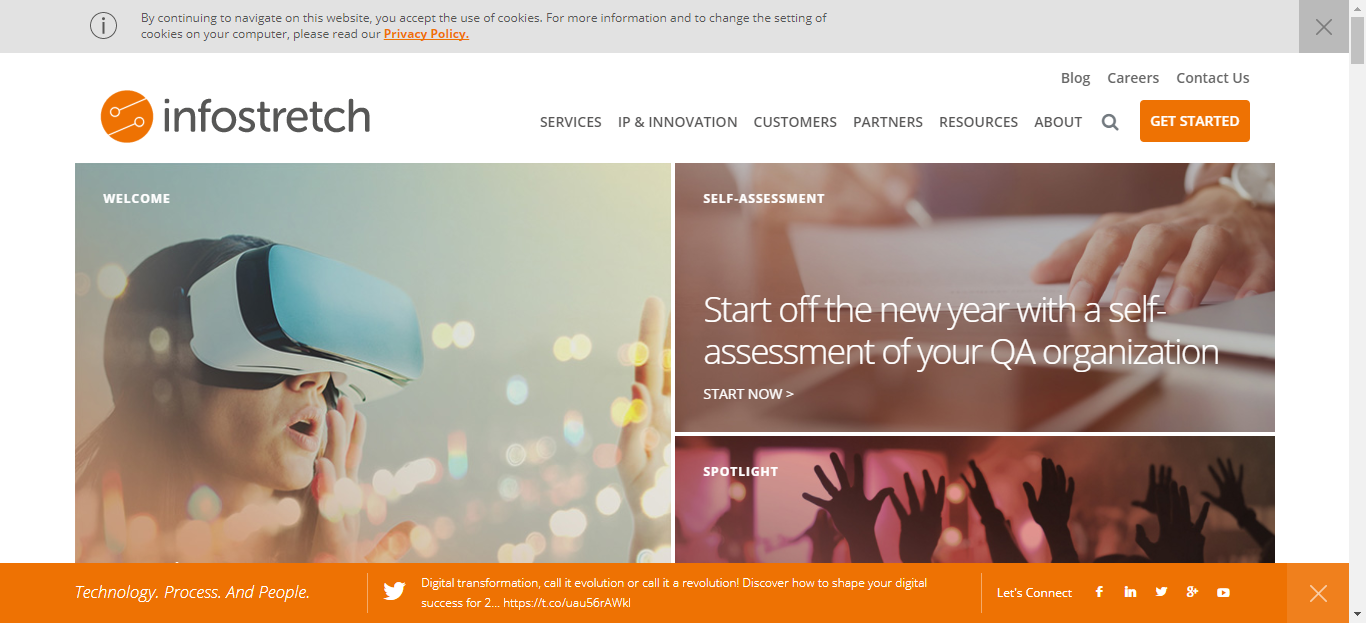 By continuing to navigate on this website, you accept the use of cookies. For more information and to change the setting of
cookies on your computer, please read our Privacy Policy.
Blog Careers Contact Us
infostretch
SERVICES IP & INNOVATION CUSTOMERS PARTNERS RESOURCES ABOUT GET STARTED
WELCOME
SELF-ASSESSMENT
Start off the new year with a self-
assessment of your QA organization
START NOW >
SPOTLIGHT
Technology. Process. And People.
Digital transformation, call it evolution or call it a revolution! Discover how to shape your digital
success for 2... https://t.co/uau56rAWkl
Let's Connect